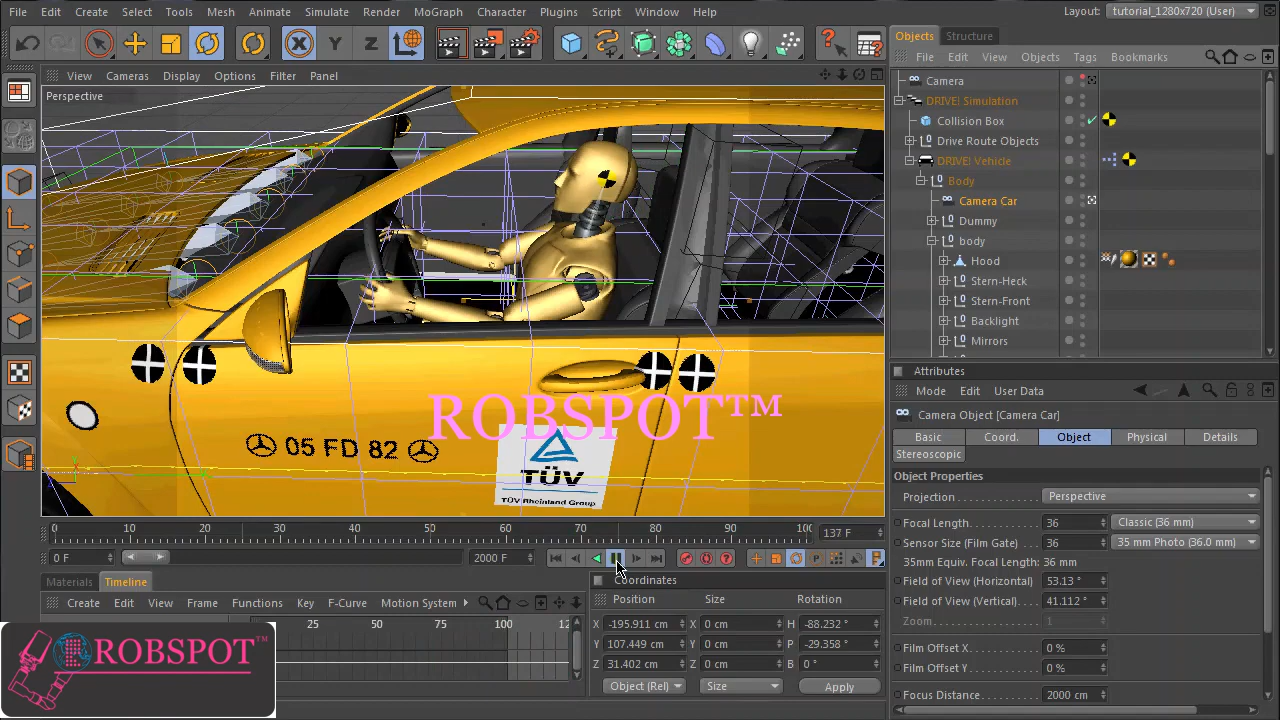 File Edit Create Select Tools Mesh Animate Simulate Render MoGraph Character Plugins Script Window Help Layout: tutorial_1280x720 (User)
X Y Z
Objects Structure
File Edit View Objects Tags Bookmarks
View Cameras Display Options Filter Panel
Perspective
Camera
DRIVE! Simulation
Collision Box
Drive Route Objects
DRIVE! Vehicle
Body
Camera Car
Dummy
body
Hood
Stern-Heck
Stern-Front
Backlight
Mirrors
05 FD 82
ROBSPOT™
TÜV
TÜV Rheinland Group
Attributes
Mode Edit User Data
Camera Object [Camera Car]
Basic Coord. Object Physical Details
Stereoscopic
Object Properties
Projection Perspective
Focal Length 36 Classic (36 mm)
Sensor Size (Film Gate) 36 35 mm Photo (36.0 mm)
35mm Equiv. Focal Length: 36 mm
Field of View (Horizontal) 53.13 °
Field of View (Vertical) 41.112 °
Zoom 1
Film Offset X 0 %
Film Offset Y 0 %
Focus Distance 2000 cm
0 10 20 30 40 50 60 70 80 90 100 137 F
0 F 2000 F
Materials Timeline
Create Edit View Frame Functions Key F-Curve Motion System
25 50 75 100
Coordinates
Position Size Rotation
X -195.911 cm X 0 cm H -88.232 °
Y 107.449 cm Y 0 cm P -29.358 °
Z 31.402 cm Z 0 cm B 0 °
Object (Rel) Size Apply
ROBSPOT™